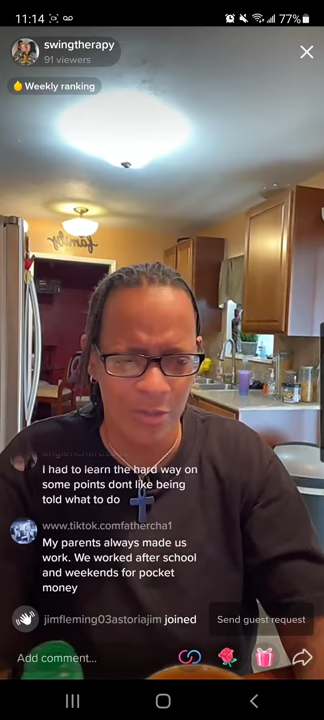 11:14
77%
swingtherapy
91 viewers
Weekly ranking
family
I had to learn the hard way on
some points dont like being
told what to do
www.tiktok.comfathercha1
My parents always made us
work. We worked after school
and weekends for pocket
money
jimfleming03astoriajim joined
Send guest request
Add comment...